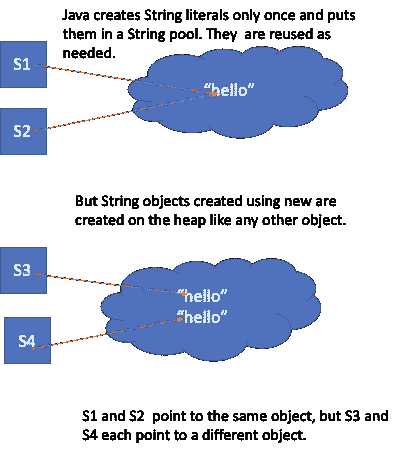 Java creates String literals only once and puts
them in a String pool. They  are reused as
needed.
S1
"hello"
S2
But String objects created using new are
created on the heap like any other object.
S3
"hello"
"hello"
S4
S1 and S2  point to the same object, but S3 and
S4 each point to a different object.